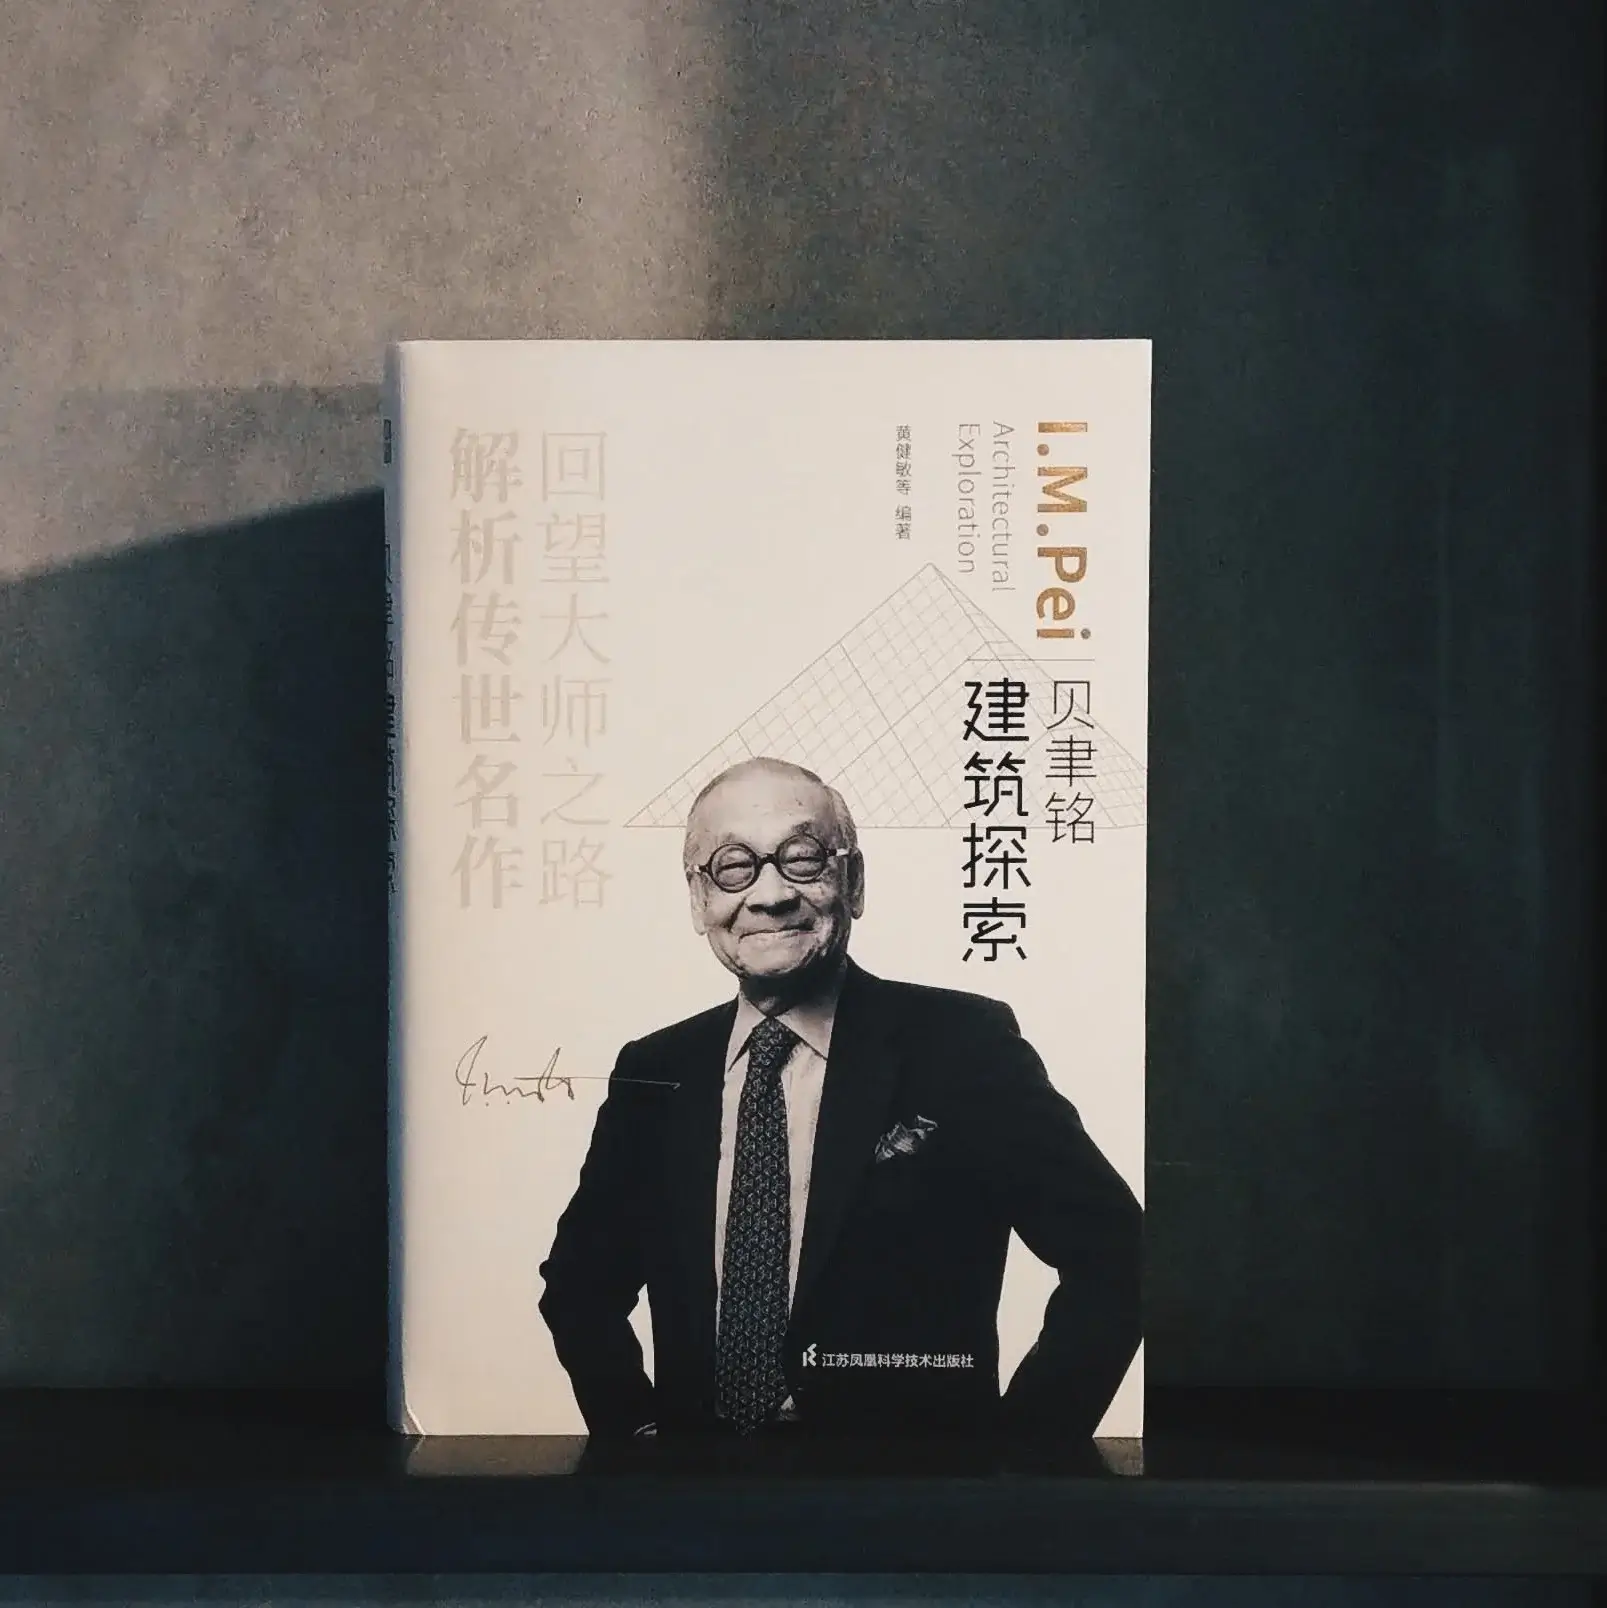 I.M.Pei
Architectural
Exploration
贝聿铭
建筑探索
黄健敏等 编著
回望大师之路
解析传世名作
江苏凤凰科学技术出版社